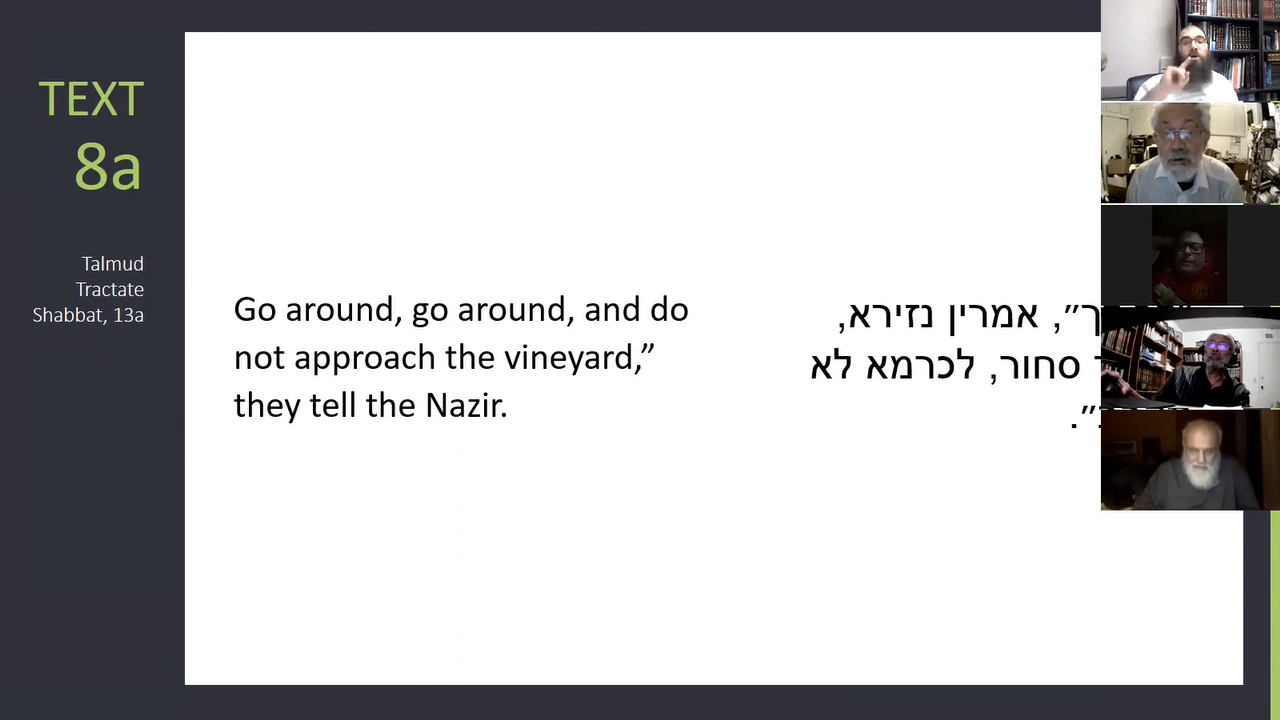 TEXT
8a
Talmud
Tractate
Shabbat, 13a
Go around, go around, and do
not approach the vineyard,”
they tell the Nazir.
אמרין נזירא,
סחור, לכרמא לא